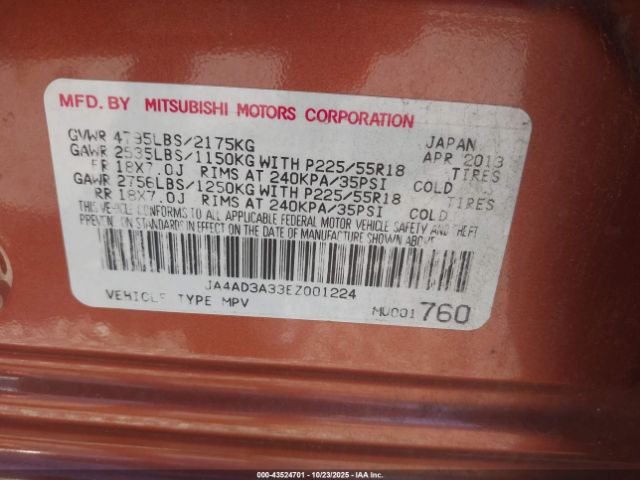 MFD. BY MITSUBISHI MOTORS CORPORATION
GVWR 4795LBS/2175KG JAPAN
GAWR 2535LBS/1150KG WITH P225/55R18 APR 2013
FR 18X7.0J RIMS AT 240KPA/35PSI COLD TIRES
GAWR 2756LBS/1250KG WITH P225/55R18 TIRES
RR 18X7.0J RIMS AT 240KPA/35PSI COLD
THIS VEHICLE CONFORMS TO ALL APPLICABLE FEDERAL MOTOR VEHICLE SAFETY AND THEFT
PREVENTION STANDARDS IN EFFECT ON THE DATE OF MANUFACTURE SHOWN ABOVE.
JA4AD3A33EZ001224
VEHICLE TYPE MPV MU001 760
000-43524701 - 10/23/2025 - IAAI, Inc.